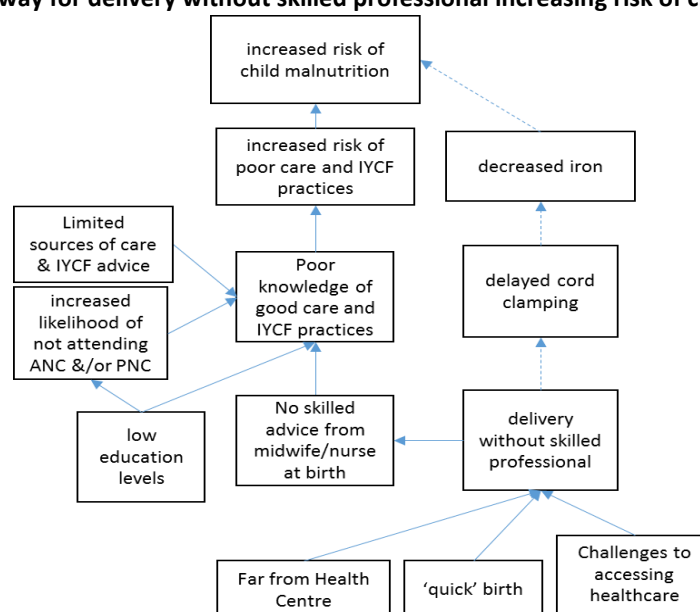 way for delivery without skilled professional increasing risk of c
increased risk of
child malnutrition
increased risk of
poor care and IYCF
practices
decreased iron
Limited
sources of care
& IYCF advice
Poor
knowledge of
good care and
IYCF practices
delayed cord
clamping
increased
likelihood of
not attending
ANC &/or PNC
low
education
levels
No skilled
advice from
midwife/nurse
at birth
delivery
without skilled
professional
Far from Health
Centre
‘quick’ birth
Challenges to
accessing
healthcare